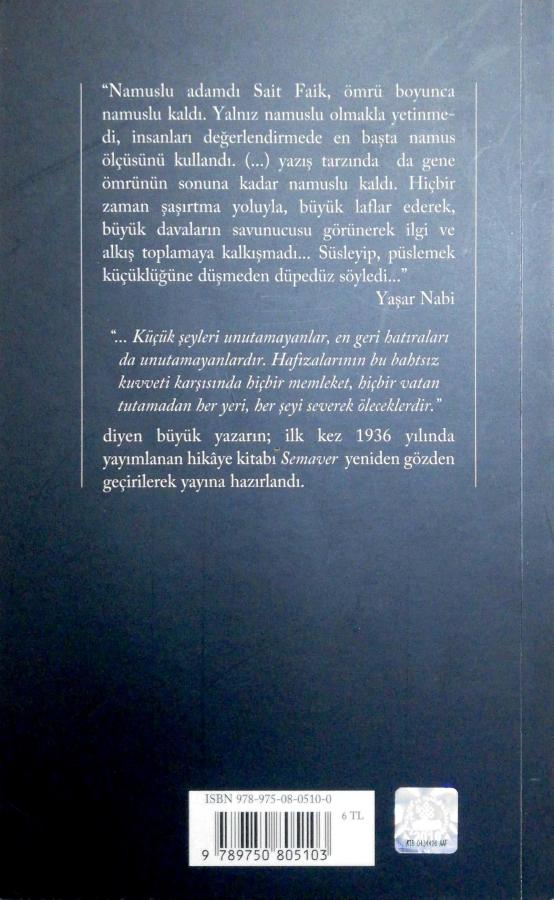 “Namuslu adamdı Sait Faik, ömrü boyunca
namuslu kaldı. Yalnız namuslu olmakla yetinme-
di, insanları değerlendirmede en başta namus
ölçüsünü kullandı. (...) yazış tarzında da gene
ömrünün sonuna kadar namuslu kaldı. Hiçbir
zaman şaşırtma yoluyla, büyük laflar ederek,
büyük davaların savunucusu görünerek ilgi ve
alkış toplamaya kalkışmadı... Süsleyip, püslemek
küçüklüğüne düşmeden düpedüz söyledi...”
Yaşar Nabi
“... Küçük şeyleri unutamayanlar, en geri hatıraları
da unutamayanlardır. Hafızalarının bu bahtsız
kuvveti karşısında hiçbir memleket, hiçbir vatan
tutamadan her yeri, her şeyi severek öleceklerdir.”
diyen büyük yazarın; ilk kez 1936 yılında
yayımlanan hikâye kitabı Semaver yeniden gözden
geçirilerek yayına hazırlandı.
ISBN 978-975-08-0510-0
6 TL
9 789750 805103